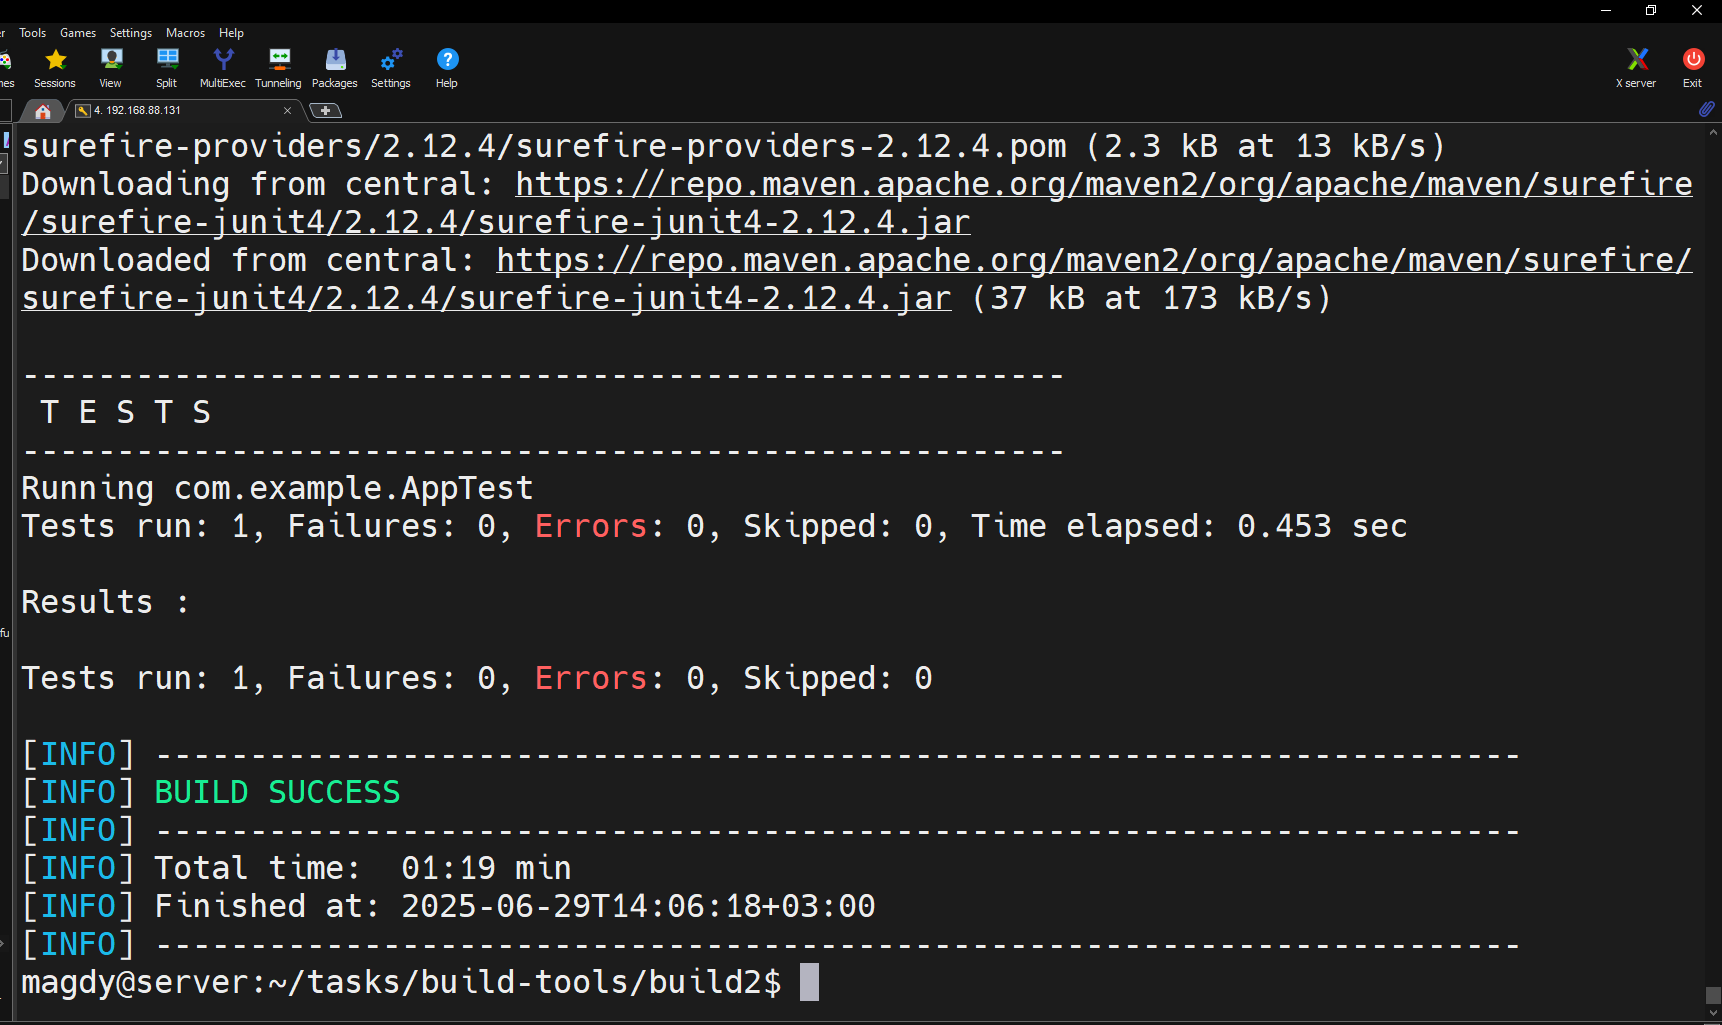 er Tools Games Settings Macros Help
nes Sessions View Split MultiExec Tunneling Packages Settings Help X server Exit
4. 192.168.88.131
surefire-providers/2.12.4/surefire-providers-2.12.4.pom (2.3 kB at 13 kB/s)
Downloading from central: https://repo.maven.apache.org/maven2/org/apache/maven/surefire
/surefire-junit4/2.12.4/surefire-junit4-2.12.4.jar
Downloaded from central: https://repo.maven.apache.org/maven2/org/apache/maven/surefire/
surefire-junit4/2.12.4/surefire-junit4-2.12.4.jar (37 kB at 173 kB/s)
-------------------------------------------------------
T E S T S
-------------------------------------------------------
Running com.example.AppTest
Tests run: 1, Failures: 0, Errors: 0, Skipped: 0, Time elapsed: 0.453 sec
Results :
fu
Tests run: 1, Failures: 0, Errors: 0, Skipped: 0
[INFO] ------------------------------------------------------------------------
[INFO] BUILD SUCCESS
[INFO] ------------------------------------------------------------------------
[INFO] Total time:  01:19 min
[INFO] Finished at: 2025-06-29T14:06:18+03:00
[INFO] ------------------------------------------------------------------------
magdy@server:~/tasks/build-tools/build2$